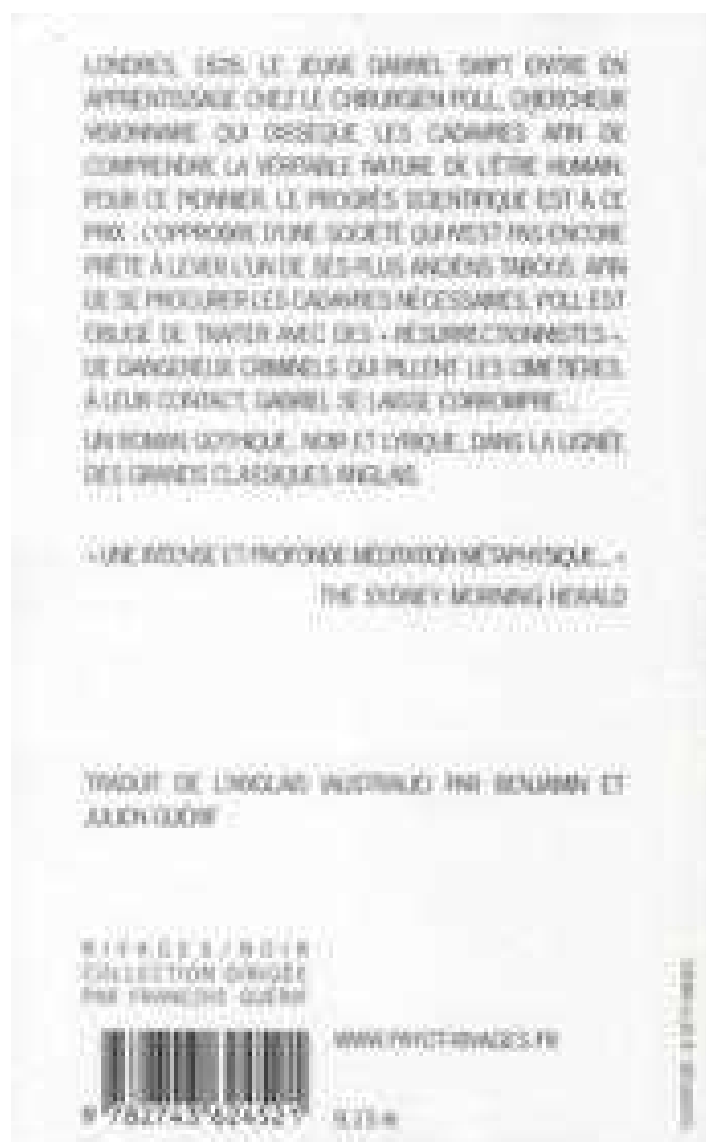 LONDRES, 1826. LE JEUNE GABRIEL SWIFT ENTRE EN
APPRENTISSAGE CHEZ LE CHIRURGIEN POLL, CHERCHEUR
VISIONNAIRE QUI DISSÈQUE LES CADAVRES AFIN DE
COMPRENDRE LA VÉRITABLE NATURE DE L'ÊTRE HUMAIN.
POUR CE PIONNIER, LE PROGRÈS SCIENTIFIQUE EST À CE
PRIX : L'OPPROBRE D'UNE SOCIÉTÉ QUI N'EST PAS ENCORE
PRÊTE À LEVER L'UN DE SES PLUS ANCIENS TABOUS. AFIN
DE SE PROCURER LES CADAVRES NÉCESSAIRES, POLL EST
OBLIGÉ DE TRAITER AVEC DES « RÉSURRECTIONNISTES »,
DE DANGEREUX CRIMINELS QUI PILLENT LES CIMETIÈRES.
À LEUR CONTACT, GABRIEL SE LAISSE CORROMPRE...
UN ROMAN GOTHIQUE, NOIR ET LYRIQUE, DANS LA LIGNÉE
DES GRANDS CLASSIQUES ANGLAIS.
« UNE INTENSE ET PROFONDE MÉDITATION MÉTAPHYSIQUE... »
THE SYDNEY MORNING HERALD
TRADUIT DE L'ANGLAIS (AUSTRALIE) PAR BENJAMIN ET
JULIEN GUÉRIF
RIVAGES/NOIR
COLLECTION DIRIGÉE
PAR FRANÇOIS GUÉRIF
WWW.PAYOT-RIVAGES.FR
9 782743 624521